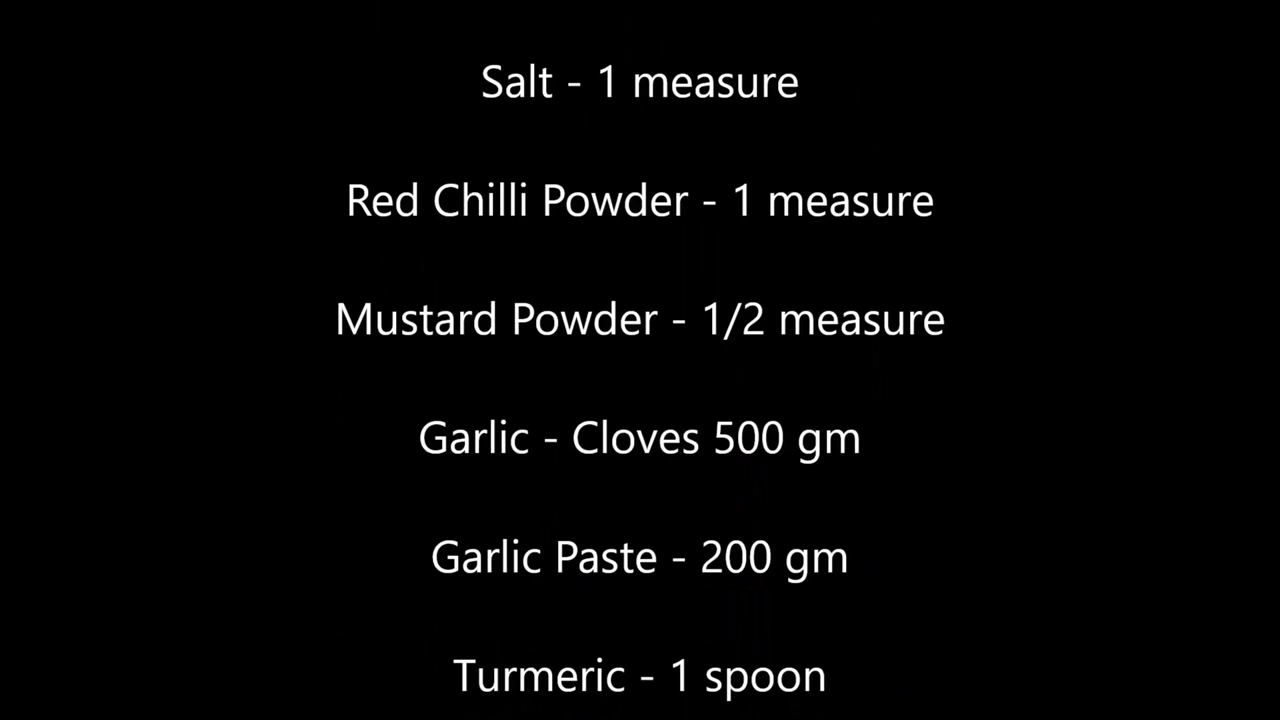 Salt - 1 measure
Red Chilli Powder - 1 measure
Mustard Powder - 1/2 measure
Garlic - Cloves 500 gm
Garlic Paste - 200 gm
Turmeric - 1 spoon